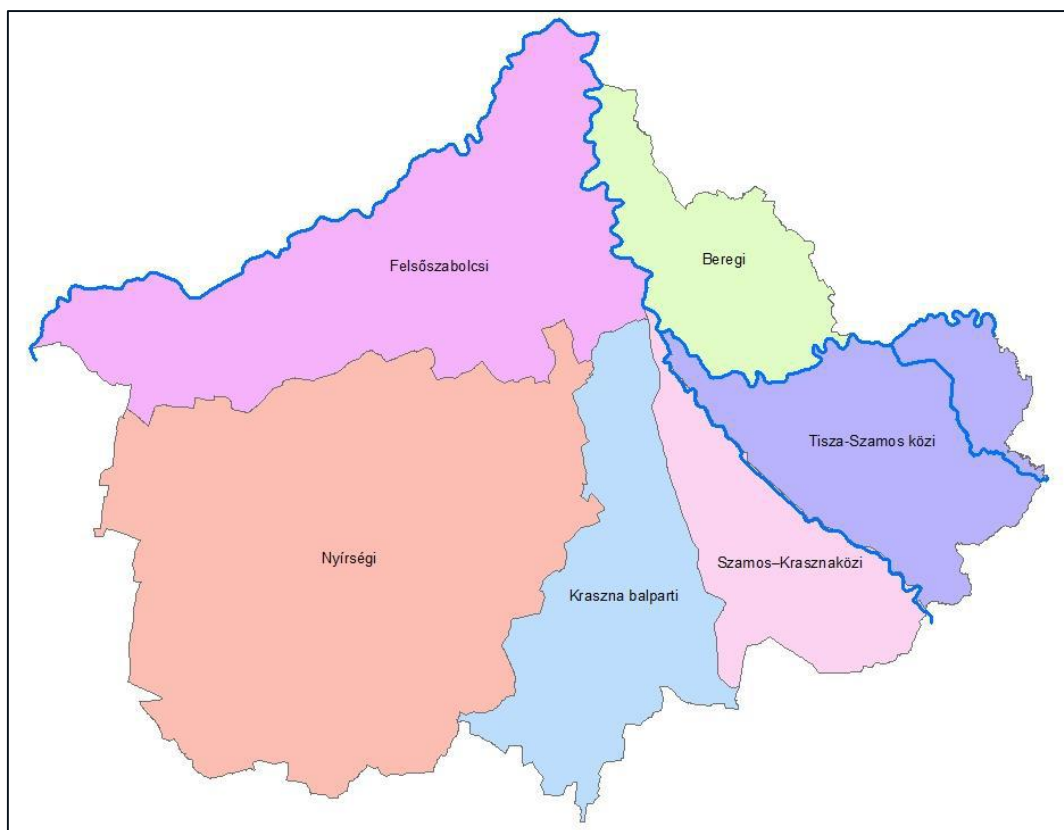 Felsőszabolcsi
Beregi
Tisza-Szamos közi
Nyírségi
Szamos–Krasznaközi
Kraszna balparti